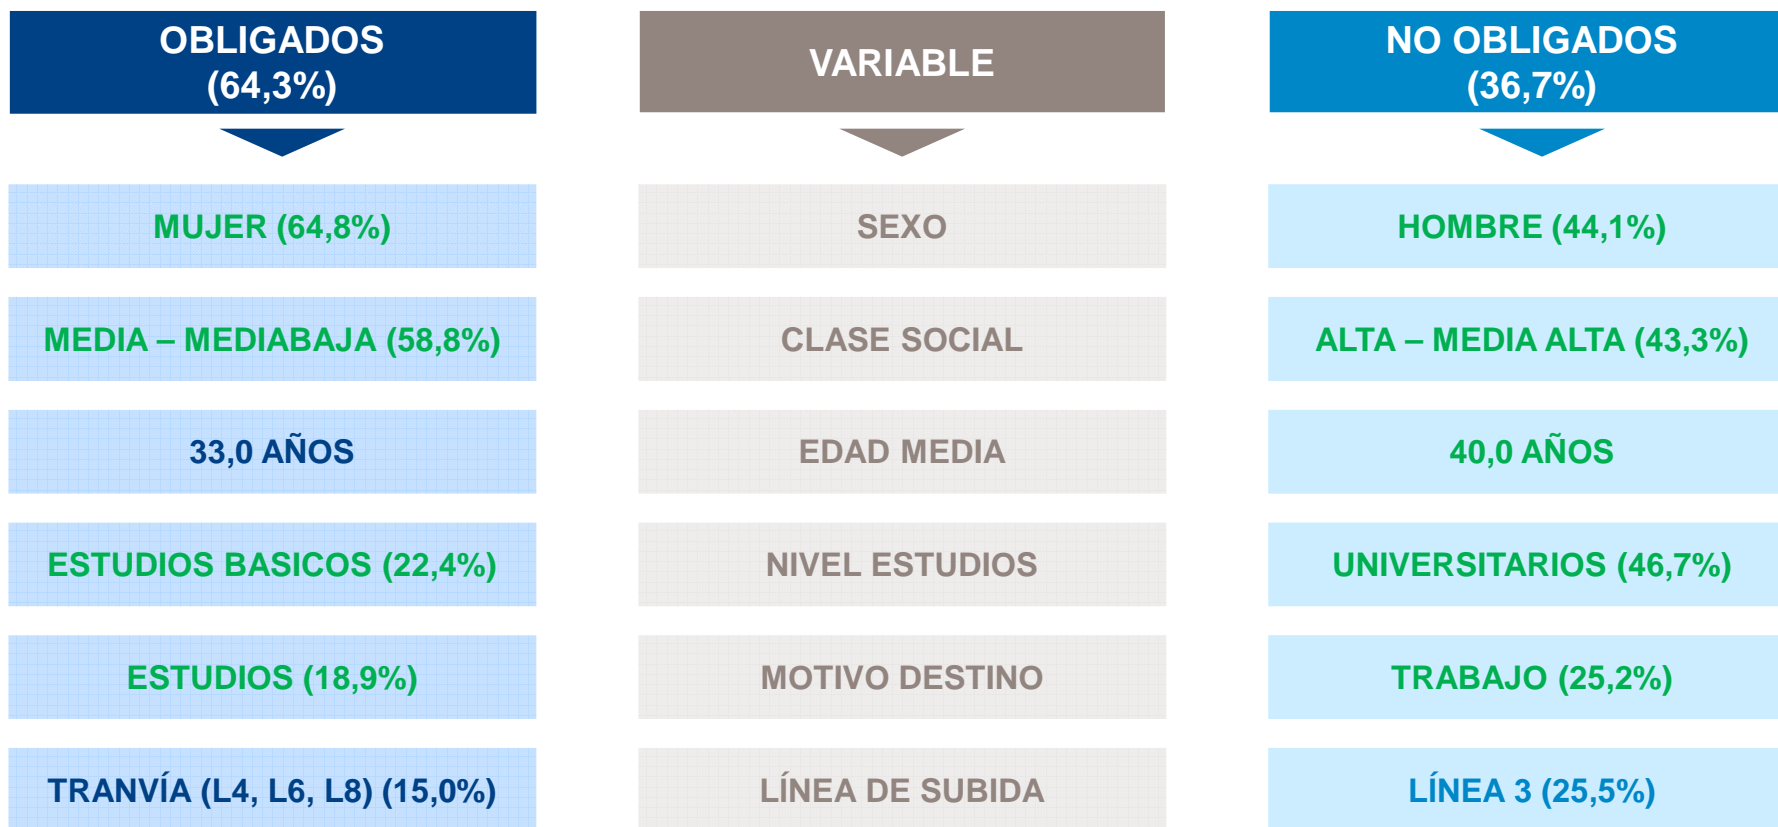 OBLIGADOS
(64,3%)
VARIABLE
NO OBLIGADOS
(36,7%)
MUJER (64,8%)
SEXO
HOMBRE (44,1%)
MEDIA – MEDIABAJA (58,8%)
CLASE SOCIAL
ALTA – MEDIA ALTA (43,3%)
33,0 AÑOS
EDAD MEDIA
40,0 AÑOS
ESTUDIOS BASICOS (22,4%)
NIVEL ESTUDIOS
UNIVERSITARIOS (46,7%)
ESTUDIOS (18,9%)
MOTIVO DESTINO
TRABAJO (25,2%)
TRANVÍA (L4, L6, L8) (15,0%)
LÍNEA DE SUBIDA
LÍNEA 3 (25,5%)